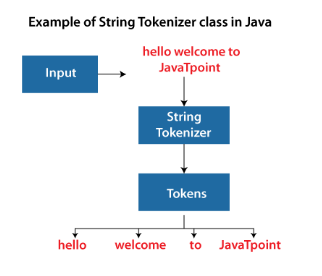 Example of String Tokenizer class in Java
hello welcome to
JavaTpoint
Input
String
Tokenizer
Tokens
hello welcome to JavaTpoint